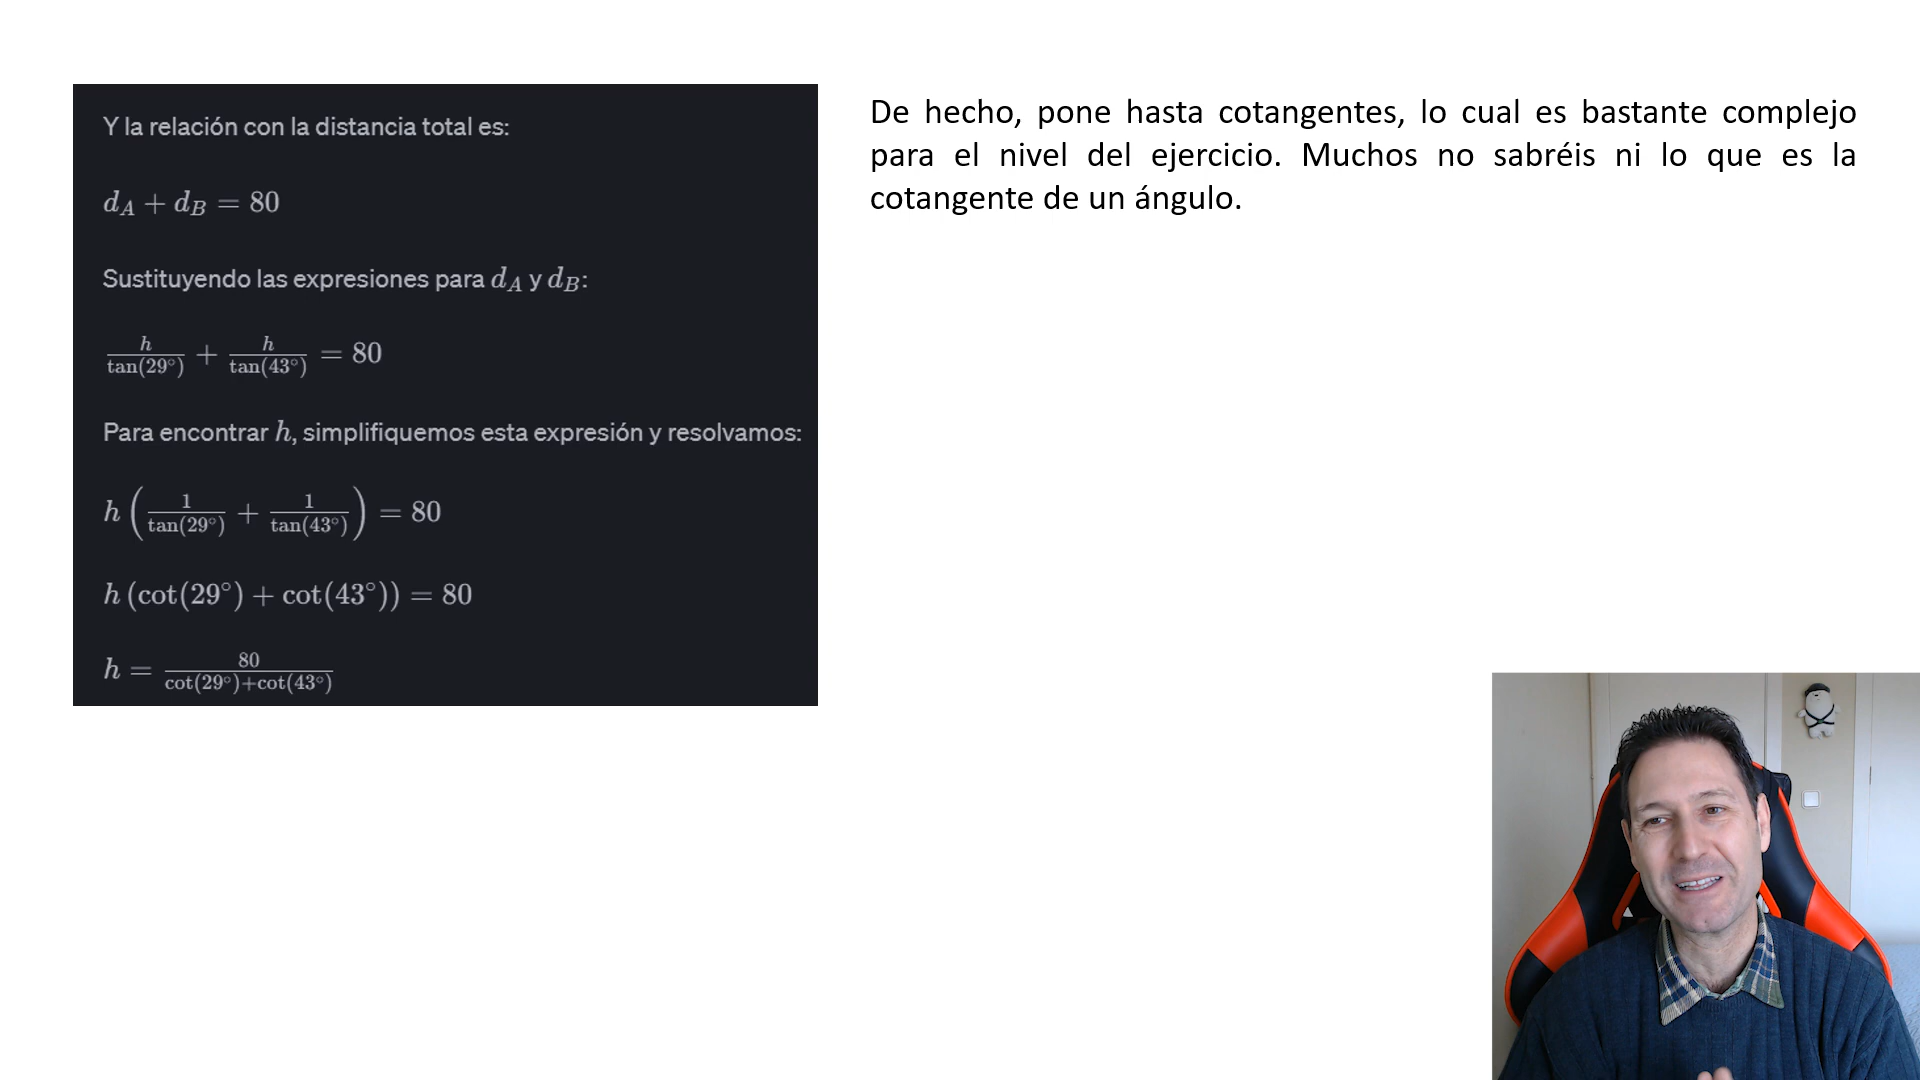 Y la relación con la distancia total es:
d_A + d_B = 80
Sustituyendo las expresiones para d_A y d_B:
h/tan(29°) + h/tan(43°) = 80
Para encontrar h, simplifiquemos esta expresión y resolvamos:
h (1/tan(29°) + 1/tan(43°)) = 80
h (cot(29°) + cot(43°)) = 80
h = 80/cot(29°)+cot(43°)
De hecho, pone hasta cotangentes, lo cual es bastante complejo
para el nivel del ejercicio. Muchos no sabréis ni lo que es la
cotangente de un ángulo.